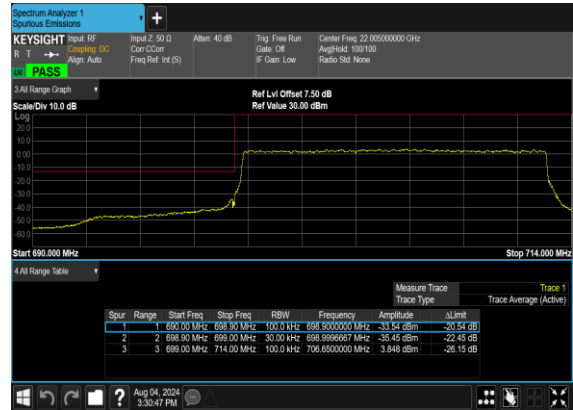 Spectrum Analyzer 1
Spurious Emissions
KEYSIGHT Input: RF Input Z: 50 Ω Atten: 40 dB Trig: Free Run Center Freq: 22.005000000 GHz
R T Coupling: DC Corr CCorr Gate: Off Avg|Hold: 100/100
Align: Auto Freq Ref: Int (S) IF Gain: Low Radio Std: None
LW PASS
3 All Range Graph
Ref Lvl Offset 7.50 dB
Scale/Div 10.0 dB Ref Value 30.00 dBm
Log
20.0
10.0
0.00
-10.0
-20.0
-30.0
-40.0
-50.0
-60.0
Start 690.000 MHz Stop 714.000 MHz
4 All Range Table
Measure Trace Trace 1
Trace Type Trace Average (Active)
Spur Range Start Freq Stop Freq RBW Frequency Amplitude ΔLimit
1 1 690.00 MHz 698.90 MHz 100.0 kHz 698.9000000 MHz -33.54 dBm -20.54 dB
2 2 698.90 MHz 699.00 MHz 30.00 kHz 698.9996667 MHz -35.45 dBm -22.45 dB
3 3 699.00 MHz 714.00 MHz 100.0 kHz 706.6500000 MHz 3.848 dBm -26.15 dB
? Aug 04, 2024
3:30:47 PM